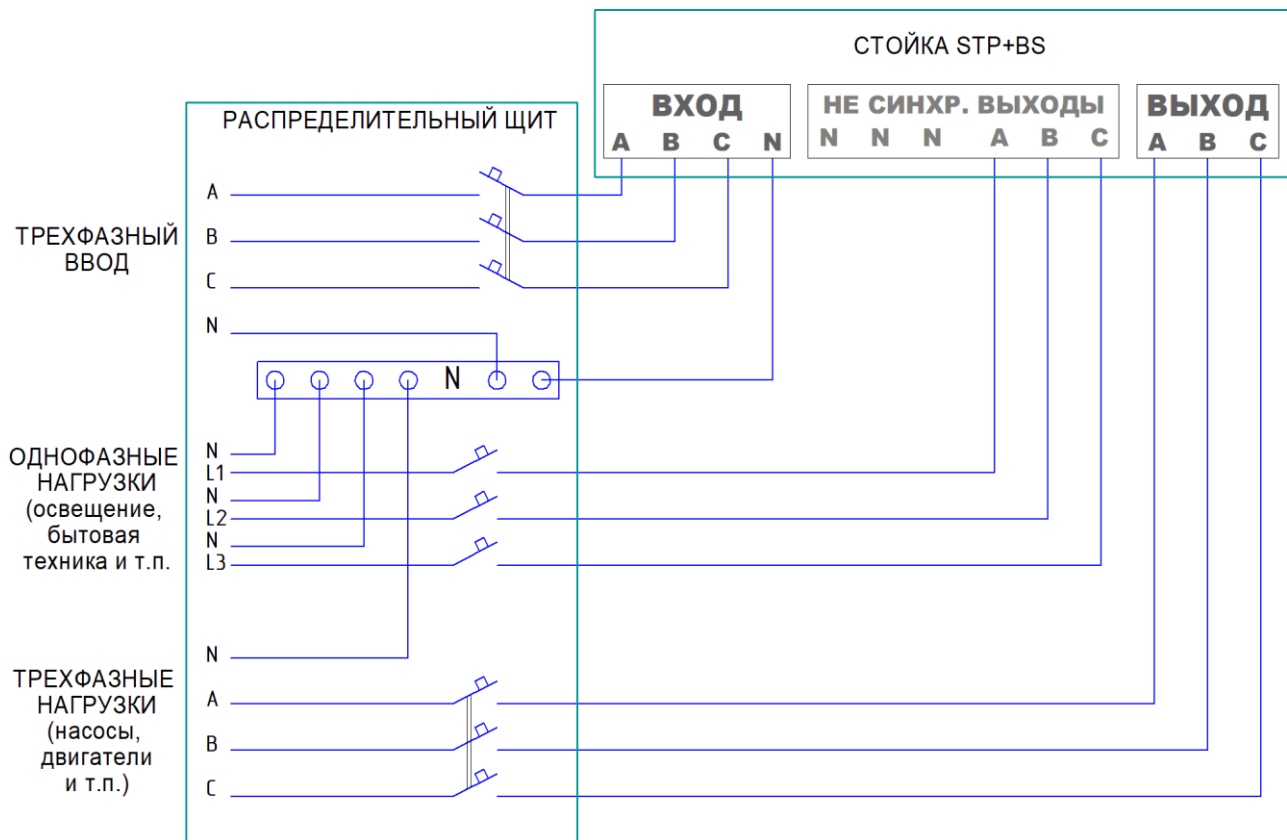 СТОЙКА STP+BS
ВХОД
A B C N
НЕ СИНХР. ВЫХОДЫ
N N N A B C
ВЫХОД
A B C
РАСПРЕДЕЛИТЕЛЬНЫЙ ЩИТ
ТРЕХФАЗНЫЙ
ВВОД
A
B
C
N
N
ОДНОФАЗНЫЕ
НАГРУЗКИ
(освещение,
бытовая
техника и т.п.
N
L1
N
L2
N
L3
ТРЕХФАЗНЫЕ
НАГРУЗКИ
(насосы,
двигатели
и т.п.)
N
A
B
C